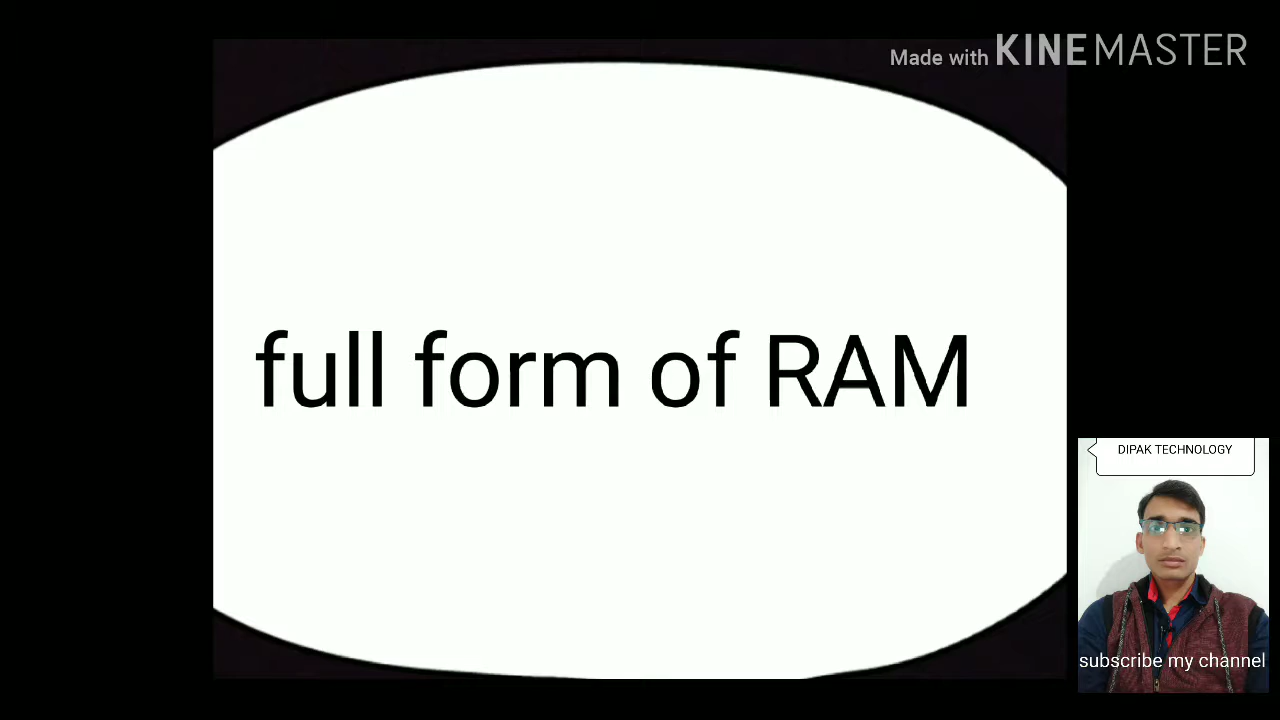 Made with KINEMASTER
full form of RAM
DIPAK TECHNOLOGY
subscribe my channel